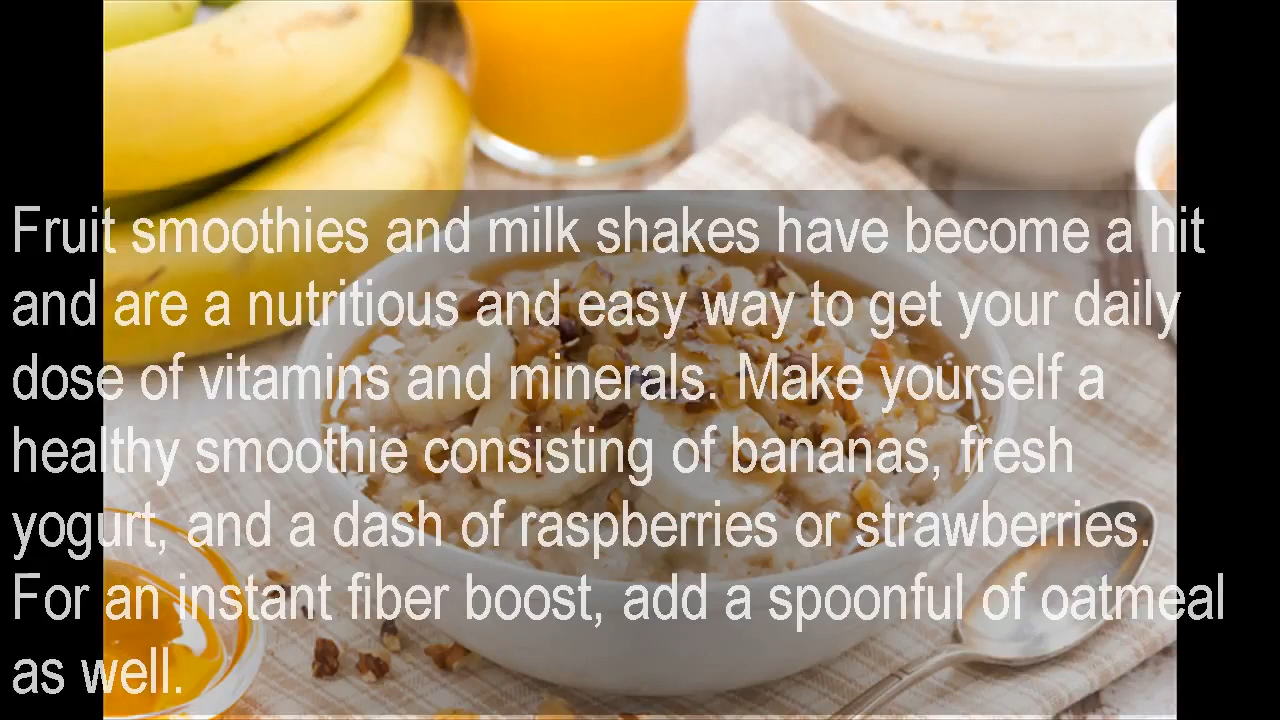 Fruit smoothies and milk shakes have become a hit
and are a nutritious and easy way to get your daily
dose of vitamins and minerals. Make yourself a
healthy smoothie consisting of bananas, fresh
yogurt, and a dash of raspberries or strawberries.
For an instant fiber boost, add a spoonful of oatmeal
as well.